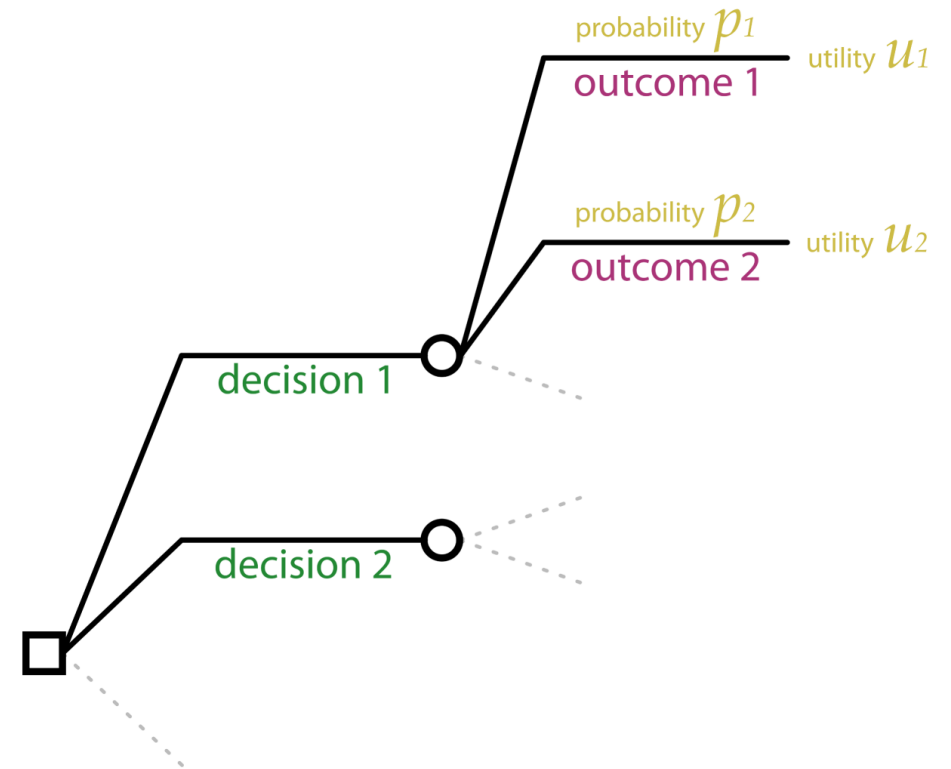 probability p1
outcome 1
utility u1
probability p2
outcome 2
utility u2
decision 1
decision 2